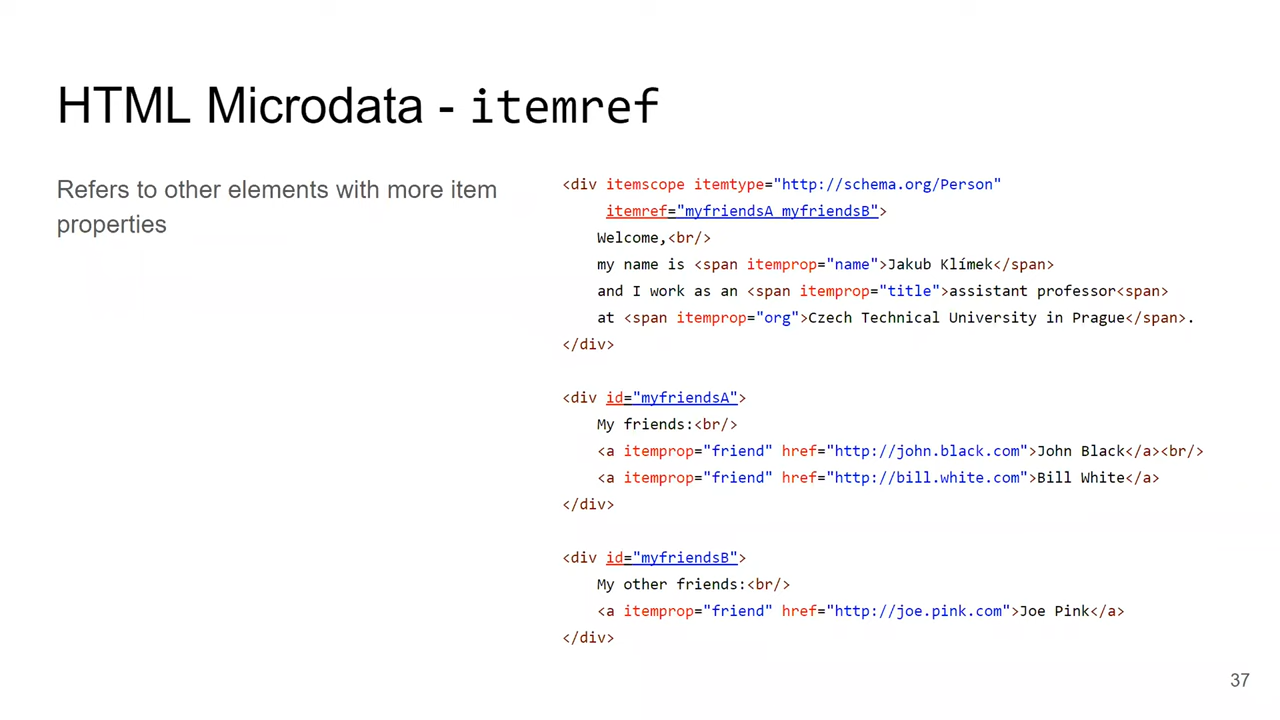 HTML Microdata - itemref
Refers to other elements with more item
properties
<div itemscope itemtype="http://schema.org/Person"
itemref="myfriendsA myfriendsB">
Welcome,<br/>
my name is <span itemprop="name">Jakub Klímek</span>
and I work as an <span itemprop="title">assistant professor<span>
at <span itemprop="org">Czech Technical University in Prague</span>.
</div>
<div id="myfriendsA">
My friends:<br/>
<a itemprop="friend" href="http://john.black.com">John Black</a><br/>
<a itemprop="friend" href="http://bill.white.com">Bill White</a>
</div>
<div id="myfriendsB">
My other friends:<br/>
<a itemprop="friend" href="http://joe.pink.com">Joe Pink</a>
</div>
37